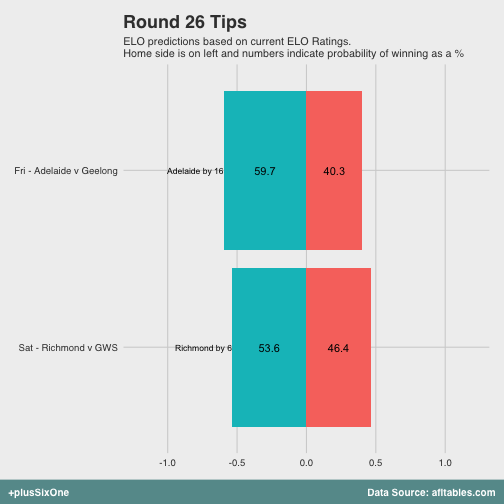 Round 26 Tips
ELO predictions based on current ELO Ratings.
Home side is on left and numbers indicate probability of winning as a %
Fri - Adelaide v Geelong
Adelaide by 16
59.7
40.3
Sat - Richmond v GWS
Richmond by 6
53.6
46.4
-1.0
-0.5
0.0
0.5
1.0
+plusSixOne
Data Source: afltables.com